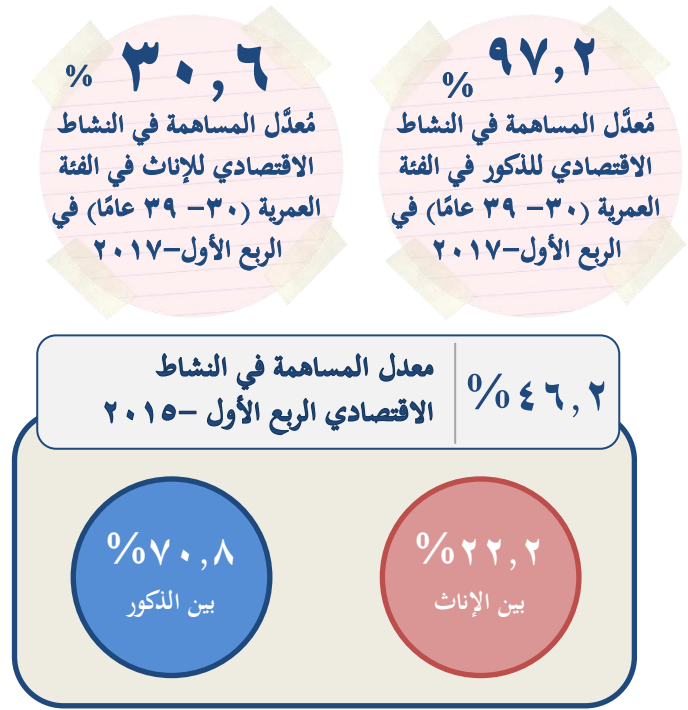 ٩٧,٢ %
مُعدَّل المساهمة في النشاط
الاقتصادي للذكور في الفئة
العمرية (٣٠– ٣٩ عامًا) في
الربع الأول–٢٠١٧
٣٠,٦ %
مُعدَّل المساهمة في النشاط
الاقتصادي للإناث في الفئة
العمرية (٣٠– ٣٩ عامًا) في
الربع الأول–٢٠١٧
%٤٦,٢
معدل المساهمة في النشاط
الاقتصادي الربع الأول –٢٠١٥
%٢٢,٢
بين الإناث
%٧٠,٨
بين الذكور